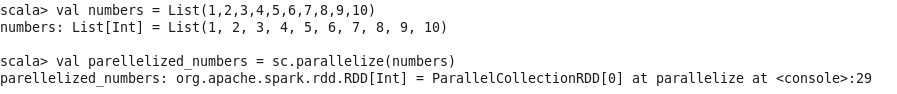 scala> val numbers = List(1,2,3,4,5,6,7,8,9,10)
numbers: List[Int] = List(1, 2, 3, 4, 5, 6, 7, 8, 9, 10)
scala> val parellelized_numbers = sc.parallelize(numbers)
parellelized_numbers: org.apache.spark.rdd.RDD[Int] = ParallelCollectionRDD[0] at parallelize at <console>:29